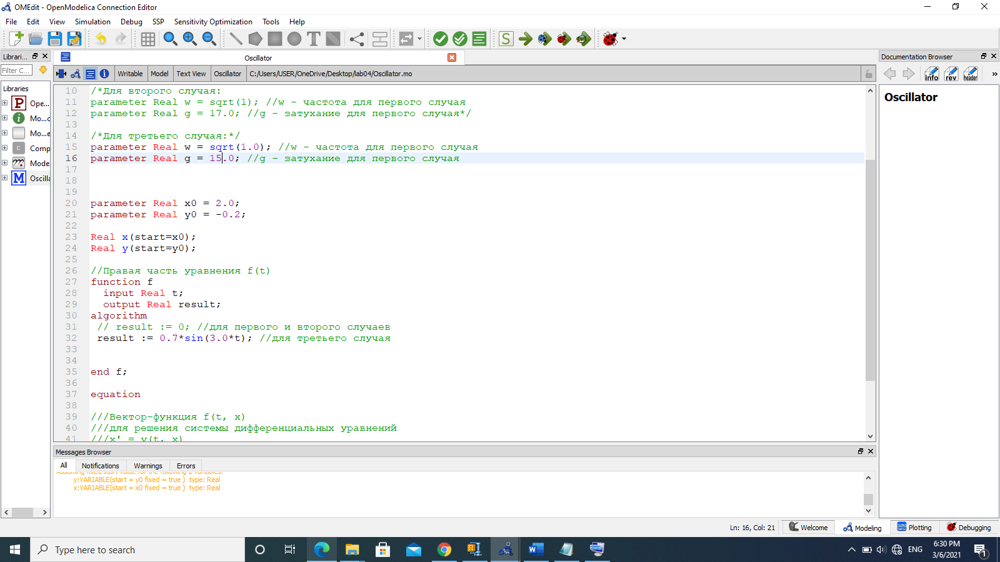 OMEdit - OpenModelica Connection Editor
File Edit View Simulation Debug SSP Sensitivity Optimization Tools Help
Librari...
Oscillator
Documentation Browser
Filter C...
Writable Model Text View Oscillator C:/Users/USER/OneDrive/Desktop/lab04/Oscillator.mo
info rev header »
Libraries
P Ope...
i Mo...c
Mo...e
C Comp
Mode
M Oscilla
Oscillator
10 /*Для второго случая:
11 parameter Real w = sqrt(1); //w - частота для первого случая
12 parameter Real g = 17.0; //g - затухание для первого случая*/
13
14 /*Для третьего случая:*/
15 parameter Real w = sqrt(1.0); //w - частота для первого случая
16 parameter Real g = 15.0; //g - затухание для первого случая
17
18
19
20 parameter Real x0 = 2.0;
21 parameter Real y0 = -0.2;
22
23 Real x(start=x0);
24 Real y(start=y0);
25
26 //Правая часть уравнения f(t)
27 function f
28 input Real t;
29 output Real result;
30 algorithm
31 // result := 0; //для первого и второго случаев
32 result := 0.7*sin(3.0*t); //для третьего случая
33
34
35 end f;
36
37 equation
38
39 ///Вектор-функция f(t, x)
40 ///для решения системы дифференциальных уравнений
41 ///x' = y(t, x)
Messages Browser
All Notifications Warnings Errors
Assuming fixed start value for the following 2 variables:
y:VARIABLE(start = y0 fixed = true ) type: Real
x:VARIABLE(start = x0 fixed = true ) type: Real
Ln: 16, Col: 21 Welcome Modeling Plotting Debugging
Type here to search
ENG
6:30 PM
3/6/2021
1